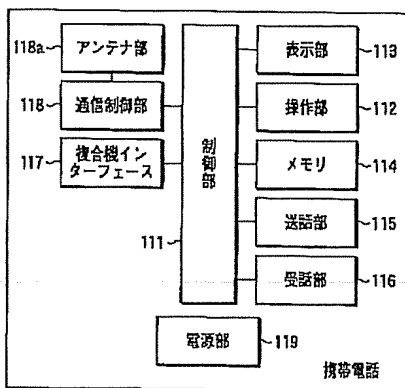 118a
アンテナ部
118
通信制御部
117
複合機イン
ターフェース
111
制御部
表示部
113
操作部
112
メモリ
114
送話部
115
受話部
116
電源部
119
携帯電話